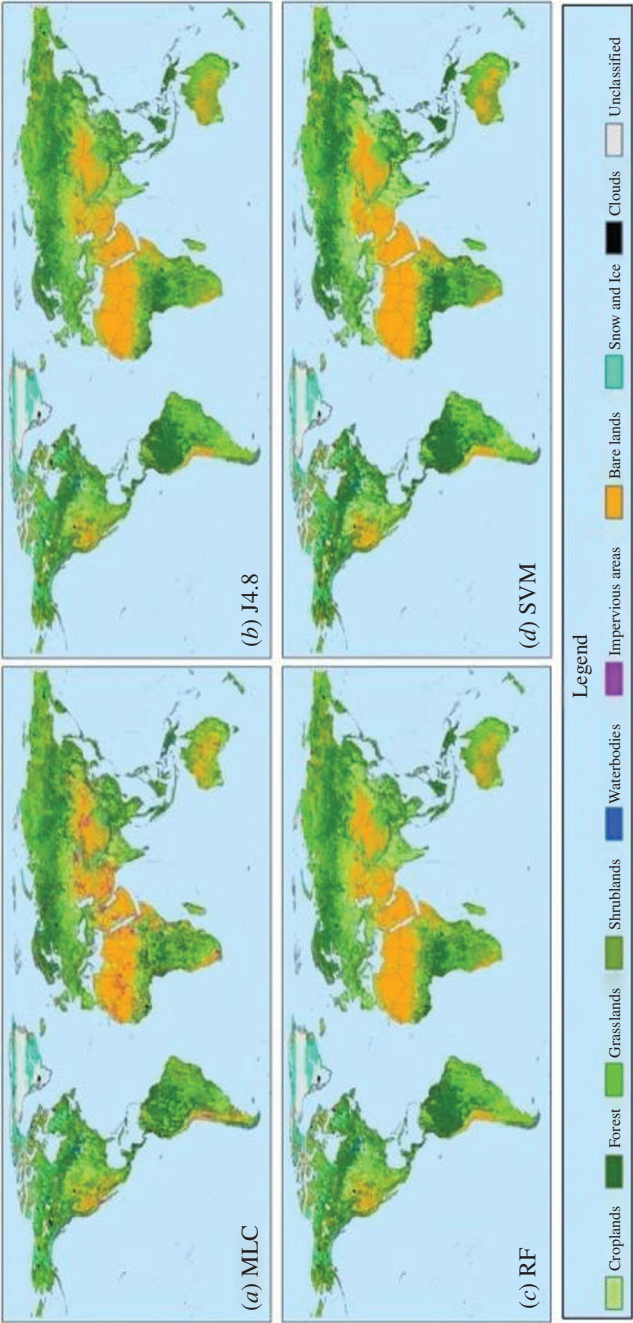 (a) MLC
(b) J4.8
(c) RF
(d) SVM
Legend
Croplands Forest Grasslands Shrublands Waterbodies Impervious areas Bare lands Snow and Ice Clouds Unclassified